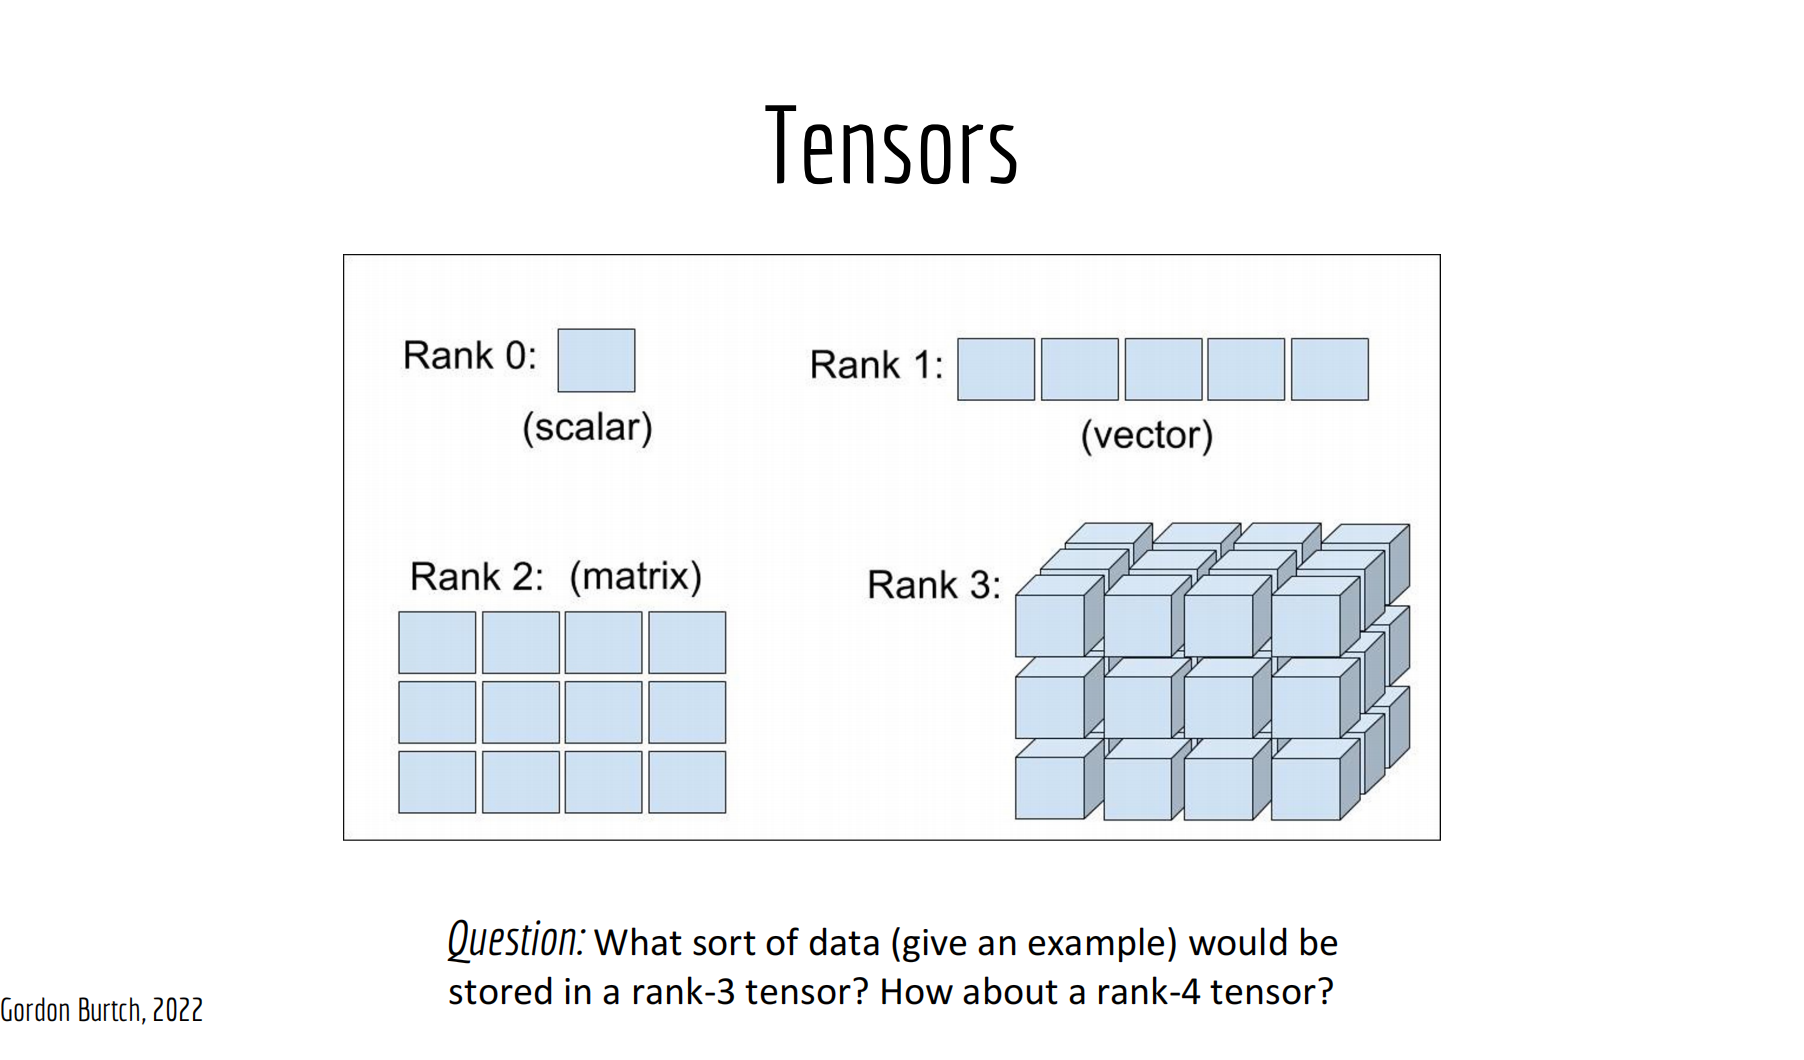 Tensors
Rank 0:
(scalar)
Rank 1:
(vector)
Rank 2: (matrix)
Rank 3:
Question: What sort of data (give an example) would be
stored in a rank-3 tensor? How about a rank-4 tensor?
Gordon Burtch, 2022